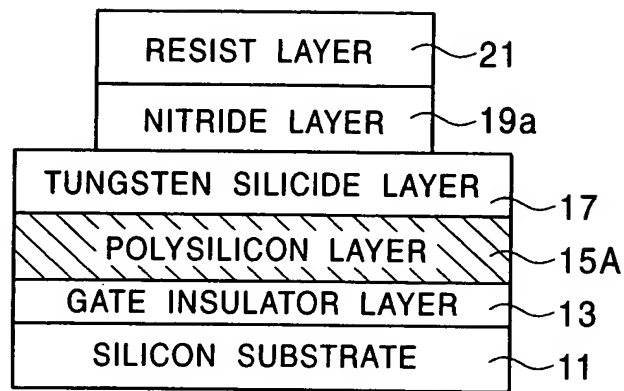 RESIST LAYER 21
NITRIDE LAYER 19a
TUNGSTEN SILICIDE LAYER 17
POLYSILICON LAYER 15A
GATE INSULATOR LAYER 13
SILICON SUBSTRATE 11